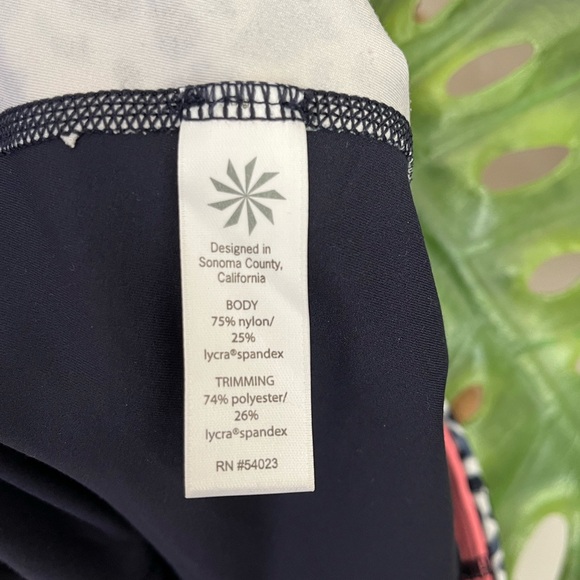 Designed in
Sonoma County,
California
BODY
75% nylon/
25%
lycra®spandex
TRIMMING
74% polyester/
26%
lycra®spandex
RN #54023